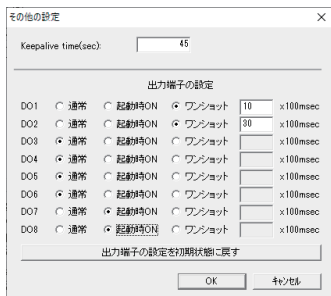 その他の設定
Keepalive time(sec): 45
出力端子の設定
DO1 通常 起動時ON ワンショット 10 x100msec
DO2 通常 起動時ON ワンショット 30 x100msec
DO3 通常 起動時ON ワンショット x100msec
DO4 通常 起動時ON ワンショット x100msec
DO5 通常 起動時ON ワンショット x100msec
DO6 通常 起動時ON ワンショット x100msec
DO7 通常 起動時ON ワンショット x100msec
DO8 通常 起動時ON ワンショット x100msec
出力端子の設定を初期状態に戻す
OK キャンセル